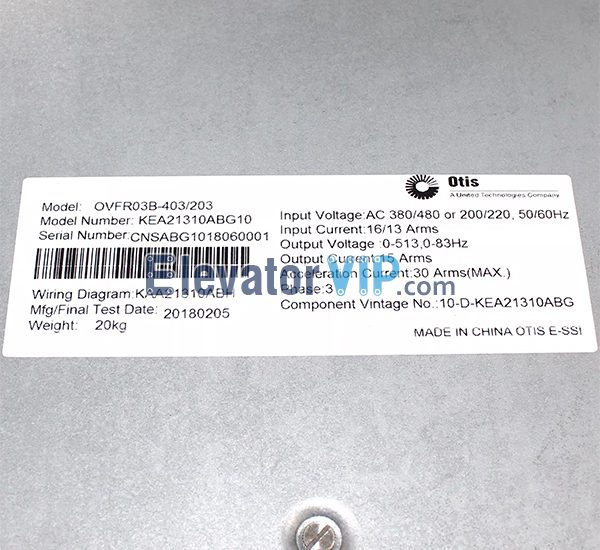 Otis
A United Technologies Company
Model: OVFR03B-403/203
Model Number: KEA21310ABG10
Serial Number:CNSABG1018060001
Wiring Diagram:KAA21310ABH
Mfg/Final Test Date: 20180205
Weight: 20kg
Input Voltage:AC 380/480 or 200/220, 50/60Hz
Input Current:16/13 Arms
Output Voltage :0-513,0-83Hz
Output Current:15 Arms
Acceleration Current:30 Arms(MAX.)
Phase:3
Component Vintage No.:10-D-KEA21310ABG
MADE IN CHINA OTIS E-SSI
ElevatorVIP.com